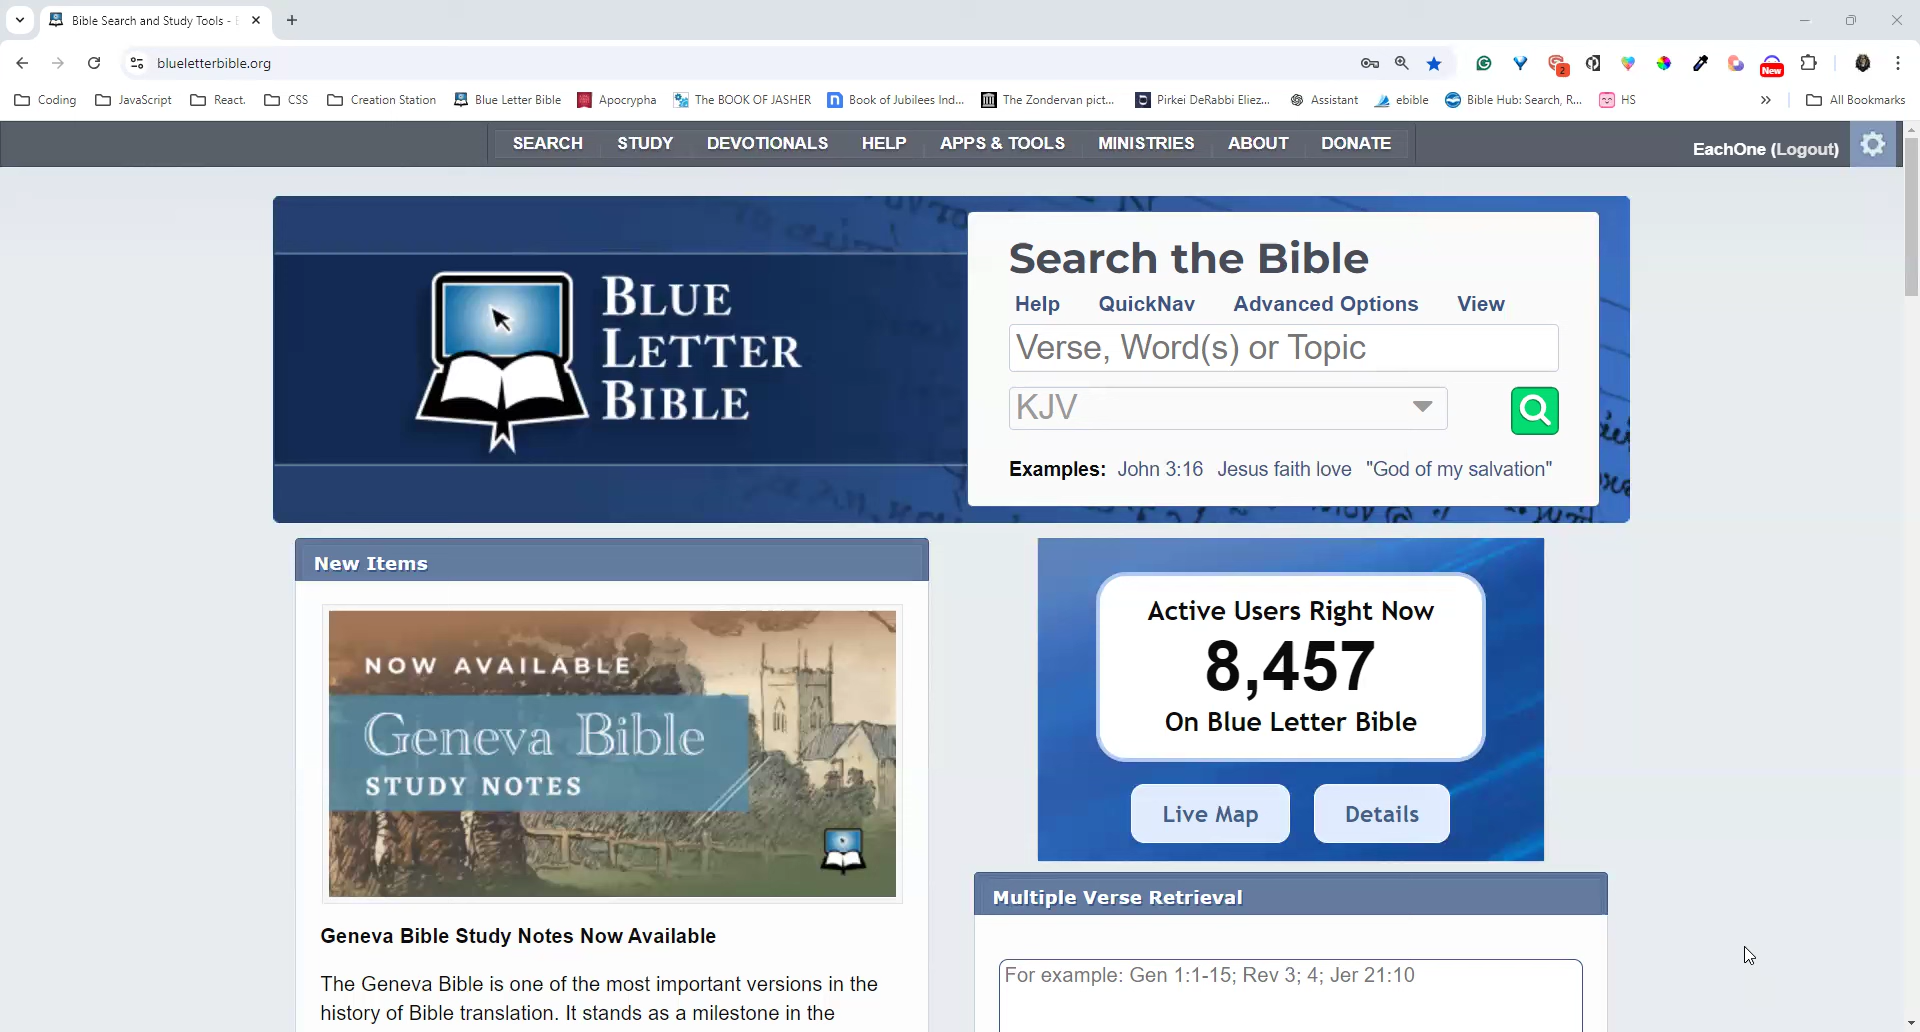 Bible Search and Study Tools -
blueletterbible.org
2
New
Coding JavaScript React. CSS Creation Station Blue Letter Bible Apocrypha The BOOK OF JASHER Book of Jubilees Ind... The Zondervan pict... Pirkei DeRabbi Eliez... Assistant ebible Bible Hub: Search, R... HS » All Bookmarks
SEARCH STUDY DEVOTIONALS HELP APPS & TOOLS MINISTRIES ABOUT DONATE
EachOne (Logout)
BLUE
LETTER
BIBLE
Search the Bible
Help QuickNav Advanced Options View
Verse, Word(s) or Topic
KJV
Examples: John 3:16 Jesus faith love "God of my salvation"
New Items
NOW AVAILABLE
Geneva Bible
STUDY NOTES
Geneva Bible Study Notes Now Available
The Geneva Bible is one of the most important versions in the
history of Bible translation. It stands as a milestone in the
Active Users Right Now
8,457
On Blue Letter Bible
Live Map Details
Multiple Verse Retrieval
For example: Gen 1:1-15; Rev 3; 4; Jer 21:10